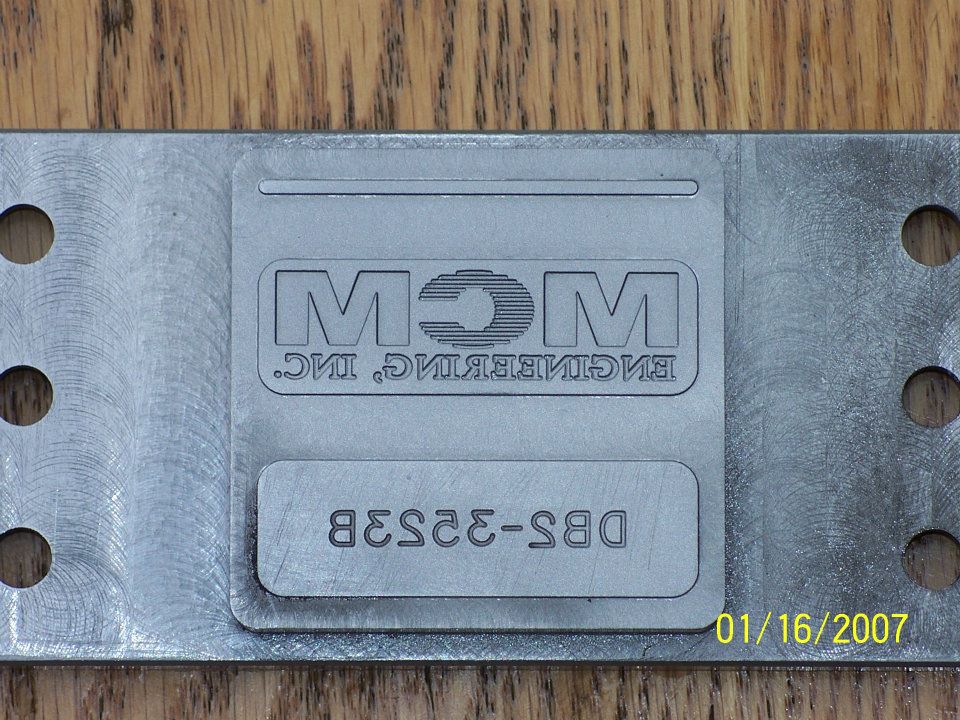 MCM
ENGINEERING, INC.
DB2-3523B
01/16/2007